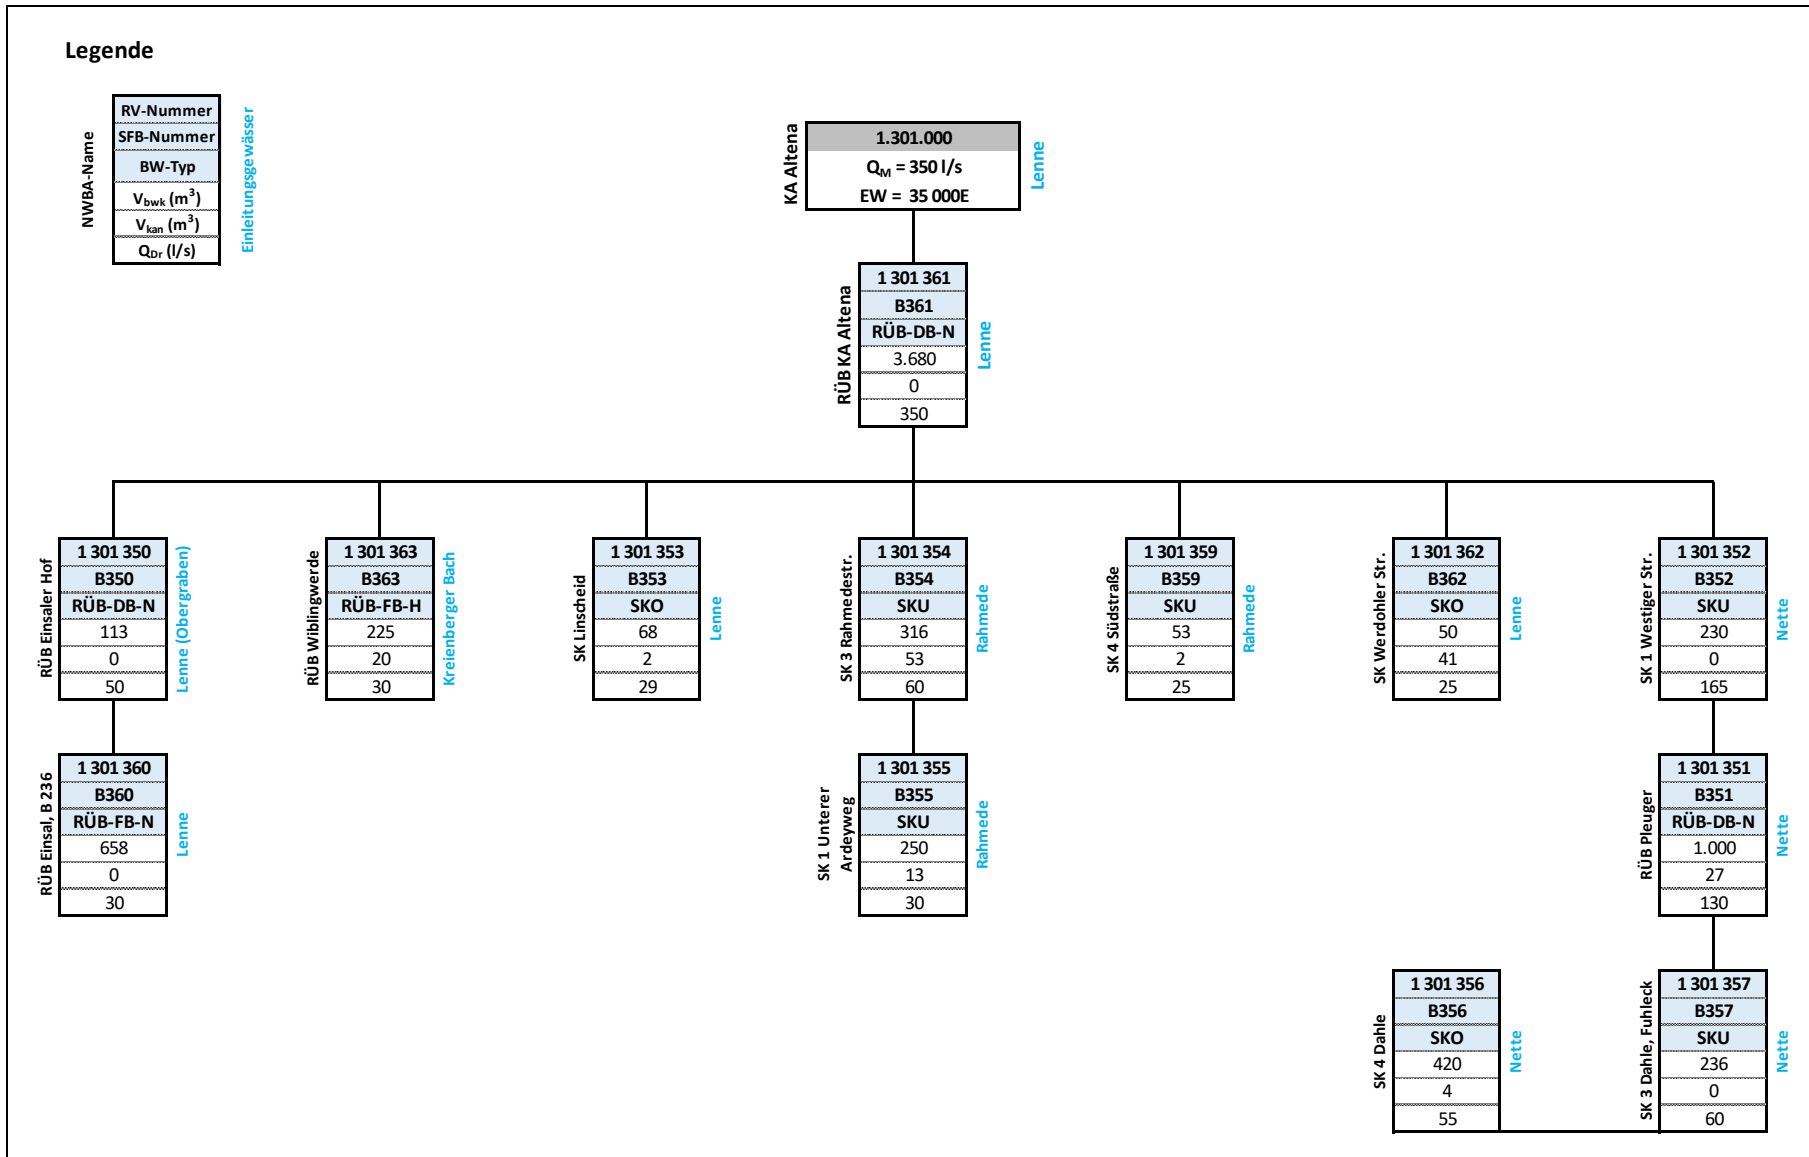 Legende
NWBA-Name
RV-Nummer
SFB-Nummer
BW-Typ
Vbwk (m³)
Vkan (m³)
QDr (l/s)
Einleitungsgewässer
KA Altena
1.301.000
QM = 350 l/s
EW = 35 000E
Lenne
RÜB KA Altena
1 301 361
B361
RÜB-DB-N
3.680
0
350
Lenne
RÜB Einsaler Hof
1 301 350
B350
RÜB-DB-N
113
0
50
Lenne (Obergraben)
RÜB Wiblingwerde
1 301 363
B363
RÜB-FB-H
225
20
30
Kreienberger Bach
SK Linscheid
1 301 353
B353
SKO
68
2
29
Lenne
SK 3 Rahmedestr.
1 301 354
B354
SKU
316
53
60
Rahmede
SK 4 Südstraße
1 301 359
B359
SKU
53
2
25
Rahmede
SK Werdohler Str.
1 301 362
B362
SKO
50
41
25
Lenne
SK 1 Westiger Str.
1 301 352
B352
SKU
230
0
165
Nette
RÜB Einsal, B 236
1 301 360
B360
RÜB-FB-N
658
0
30
Lenne
SK 1 Unterer
Ardeyweg
1 301 355
B355
SKU
250
13
30
Rahmede
RÜB Pleuger
1 301 351
B351
RÜB-DB-N
1.000
27
130
Nette
SK 4 Dahle
1 301 356
B356
SKO
420
4
55
Nette
SK 3 Dahle, Fuhleck
1 301 357
B357
SKU
236
0
60
Nette